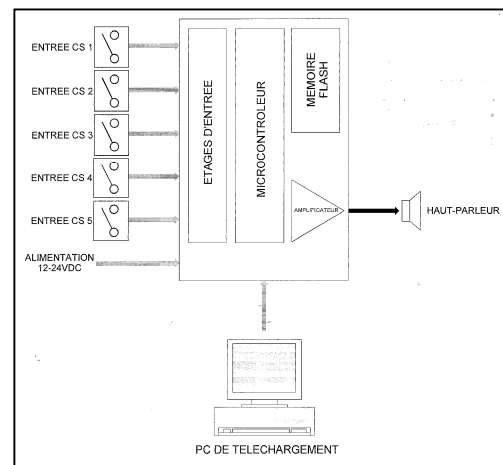 ENTREE CS 1
ENTREE CS 2
ENTREE CS 3
ENTREE CS 4
ENTREE CS 5
ALIMENTATION
12-24VDC
ETAGES D'ENTREE
MICROCONTROLEUR
MEMOIRE
FLASH
AMPLIFICATEUR
HAUT-PARLEUR
PC DE TELECHARGEMENT